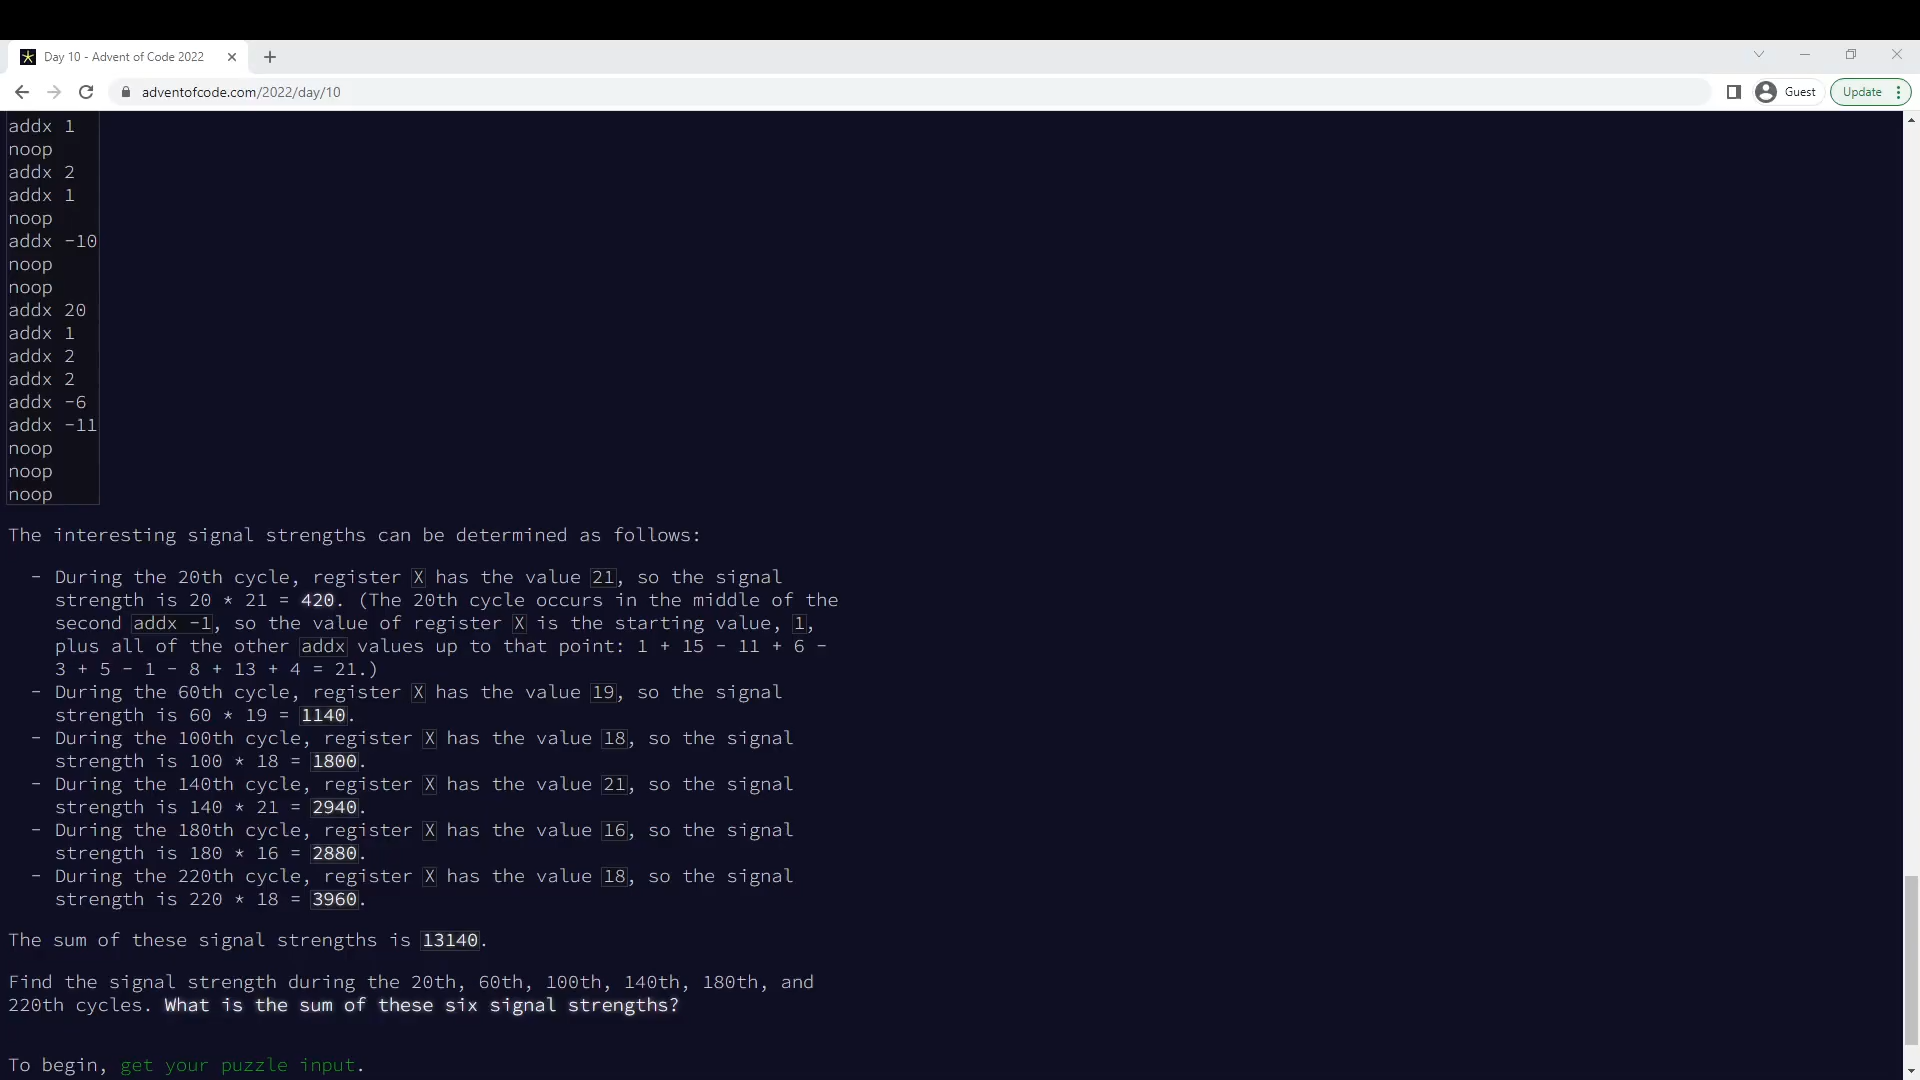 Day 10 - Advent of Code 2022
adventofcode.com/2022/day/10
Guest
Update
addx 1
noop
addx 2
addx 1
noop
addx -10
noop
noop
addx 20
addx 1
addx 2
addx 2
addx -6
addx -11
noop
noop
noop
The interesting signal strengths can be determined as follows:
- During the 20th cycle, register X has the value 21, so the signal
strength is 20 * 21 = 420. (The 20th cycle occurs in the middle of the
second addx -1, so the value of register X is the starting value, 1,
plus all of the other addx values up to that point: 1 + 15 - 11 + 6 -
3 + 5 - 1 - 8 + 13 + 4 = 21.)
- During the 60th cycle, register X has the value 19, so the signal
strength is 60 * 19 = 1140.
- During the 100th cycle, register X has the value 18, so the signal
strength is 100 * 18 = 1800.
- During the 140th cycle, register X has the value 21, so the signal
strength is 140 * 21 = 2940.
- During the 180th cycle, register X has the value 16, so the signal
strength is 180 * 16 = 2880.
- During the 220th cycle, register X has the value 18, so the signal
strength is 220 * 18 = 3960.
The sum of these signal strengths is 13140.
Find the signal strength during the 20th, 60th, 100th, 140th, 180th, and
220th cycles. What is the sum of these six signal strengths?
To begin, get your puzzle input.